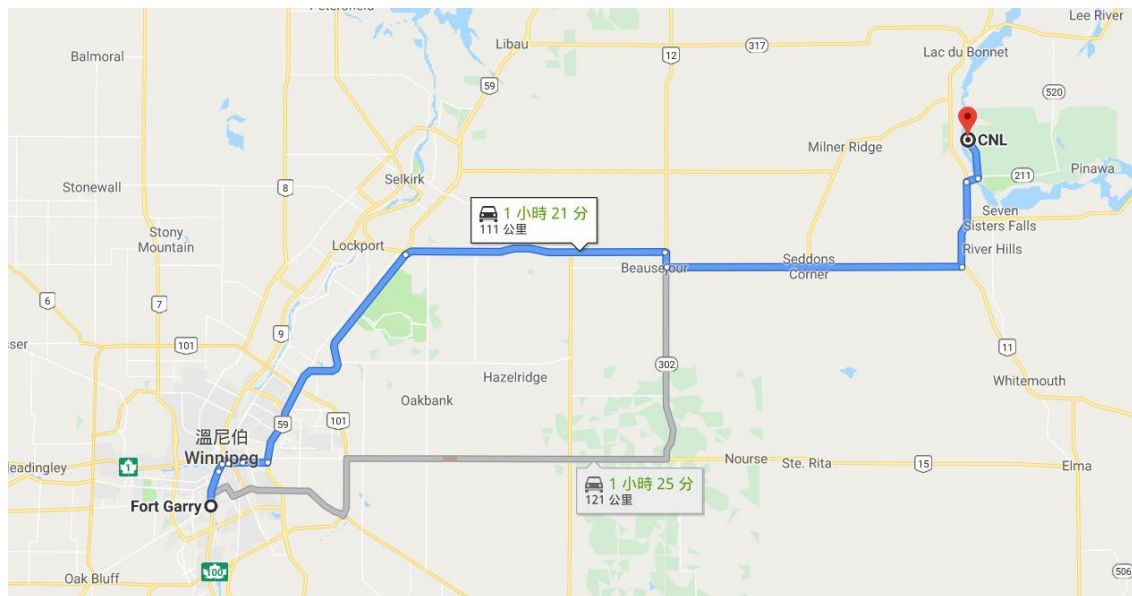 Petersfield
Lee River
Balmoral
Libau
12
317
Lac du Bonnet
59
520
CNL
Milner Ridge
Pinawa
211
Selkirk
Stonewall
8
1 小時 21 分
111 公里
Seven
Sisters Falls
Stony
Mountain
Lockport
River Hills
Beausejour
Seddons
Corner
6
7
9
101
11
302
Hazelridge
Whitemouth
Oakbank
59
101
溫尼伯
Winnipeg
1
Nourse
Ste. Rita
15
Elma
1 小時 25 分
121 公里
Fort Garry
Oak Bluff
100
506